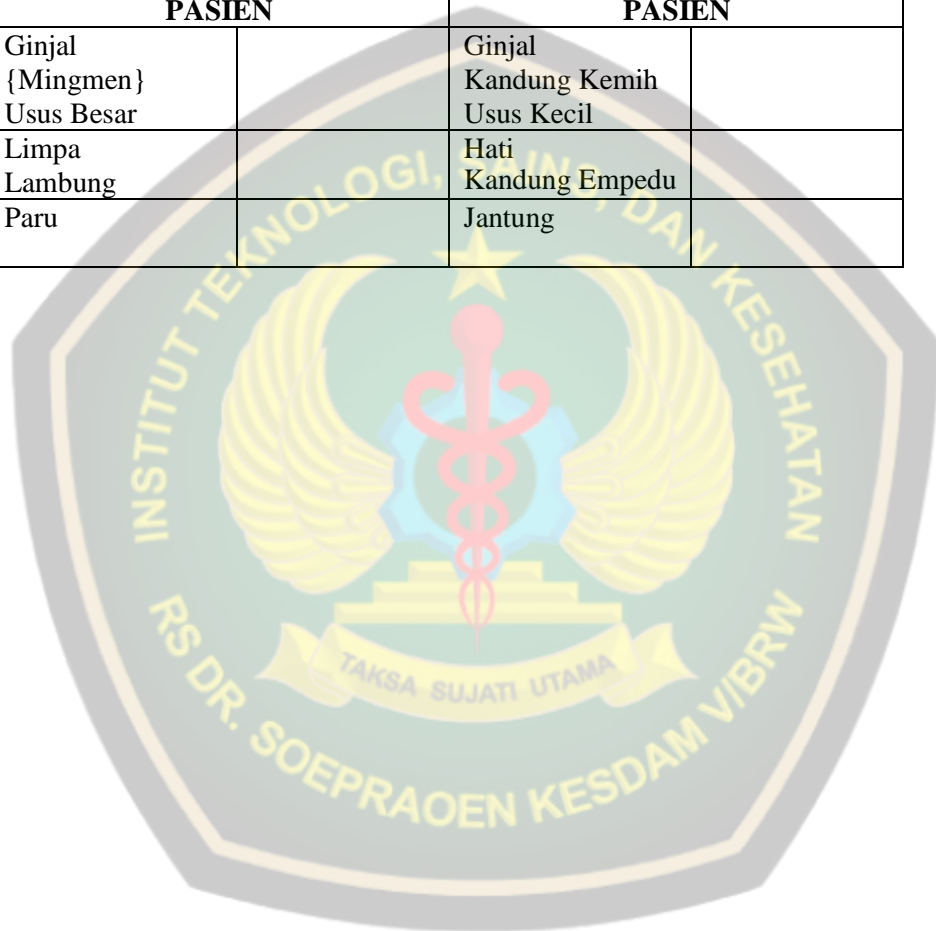 PASIEN PASIEN
Ginjal Ginjal
{Mingmen} Kandung Kemih
Usus Besar Usus Kecil
Limpa Hati
Lambung Kandung Empedu
Paru Jantung
INSTITUT TEKNOLOGI, SAINS, DAN KESEHATAN
TAKSA SUJATI UTAMA
RS DR. SOEPRAOEN KESDAM V/BRW